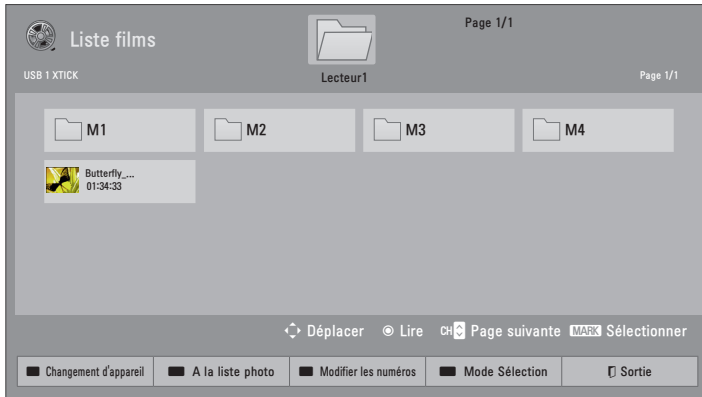 Liste films
Page 1/1
USB 1 XTICK
Lecteur1
Page 1/1
M1
M2
M3
M4
Butterfly_...
01:34:33
Déplacer
Lire
CH Page suivante
MARK Sélectionner
Changement d'appareil
A la liste photo
Modifier les numéros
Mode Sélection
Sortie